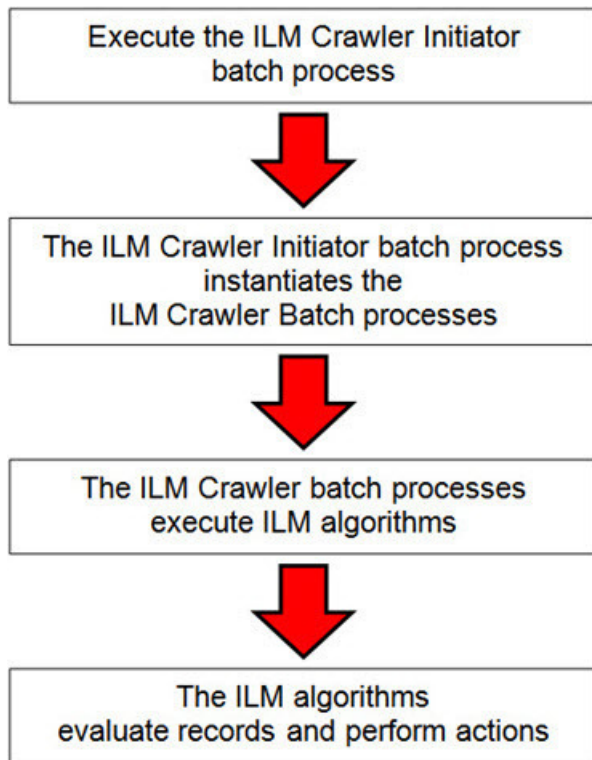 Execute the ILM Crawler Initiator
batch process
The ILM Crawler Initiator batch process
instantiates the
ILM Crawler Batch processes
The ILM Crawler batch processes
execute ILM algorithms
The ILM algorithms
evaluate records and perform actions